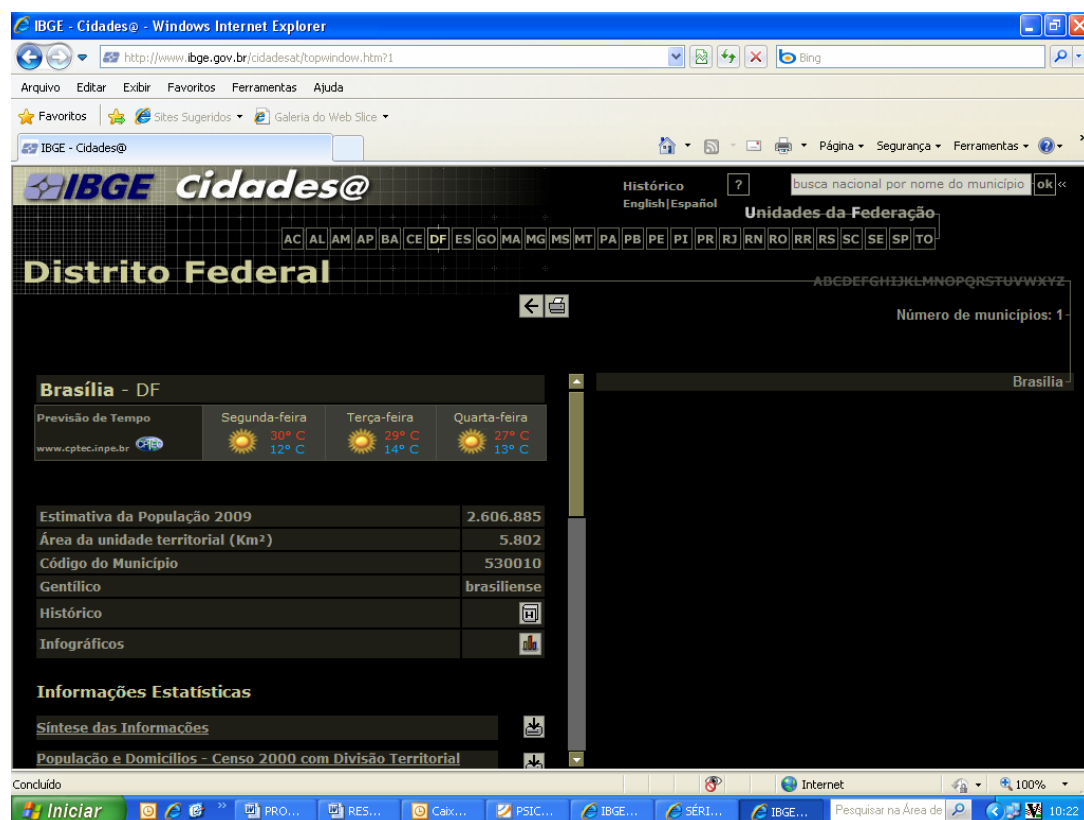 IBGE - Cidades@ - Windows Internet Explorer
http://www.ibge.gov.br/cidadesat/topwindow.htm?1
Bing
Arquivo Editar Exibir Favoritos Ferramentas Ajuda
Favoritos Sites Sugeridos Galeria do Web Slice
IBGE - Cidades@ Página Segurança Ferramentas
IBGE Cidades@
Histórico ? busca nacional por nome do município ok «
English|Español
Unidades da Federação
AC AL AM AP BA CE DF ES GO MA MG MS MT PA PB PE PI PR RJ RN RO RR RS SC SE SP TO
Distrito Federal
ABCDEFGHIJKLMNOPQRSTUVWXYZ
Número de municípios: 1
Brasília - DF
Brasília
Previsão de Tempo Segunda-feira Terça-feira Quarta-feira
30° C 29° C 27° C
www.cptec.inpe.br CPTEC 12° C 14° C 13° C
Estimativa da População 2009 2.606.885
Área da unidade territorial (Km²) 5.802
Código do Município 530010
Gentílico brasiliense
Histórico H
Infográficos
Informações Estatísticas
Síntese das Informações
População e Domicílios - Censo 2000 com Divisão Territorial
Concluído Internet 100%
Iniciar » PRO... RES... Caix... PSIC... IBGE... SÉRI... IBGE... Pesquisar na Área de 10:22